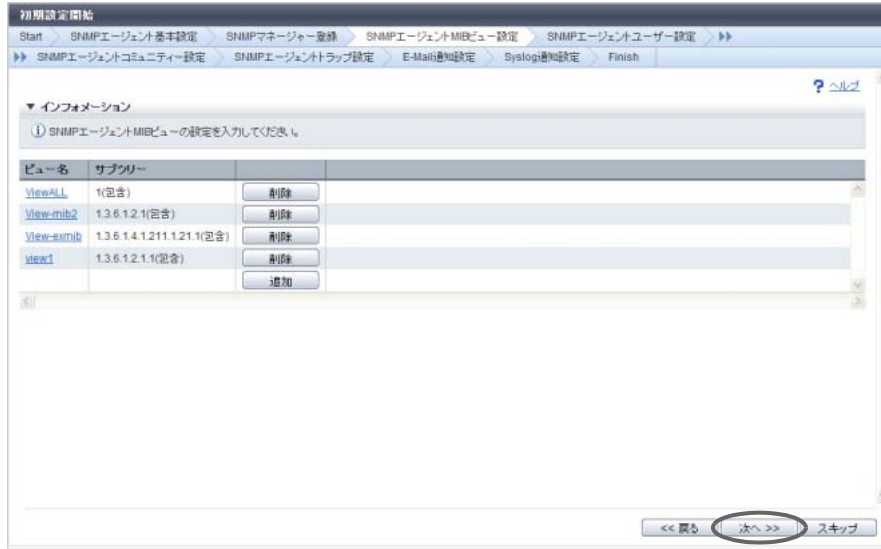 初期設定開始
Start SNMPエージェント基本設定 SNMPマネージャー登録 SNMPエージェントMIBビュー設定 SNMPエージェントユーザー設定
SNMPエージェントコミュニティー設定 SNMPエージェントトラップ設定 E-Mail通知設定 Syslog通知設定 Finish
? ヘルプ
▼ インフォメーション
SNMPエージェントMIBビューの設定を入力してください。
ビュー名 サブツリー
ViewALL 1(包含) 削除
View-mib2 1.3.6.1.2.1(包含) 削除
View-exmib 1.3.6.1.4.1.211.1.21.1(包含) 削除
view1 1.3.6.1.2.1.1(包含) 削除
追加
<< 戻る 次へ >> スキップ